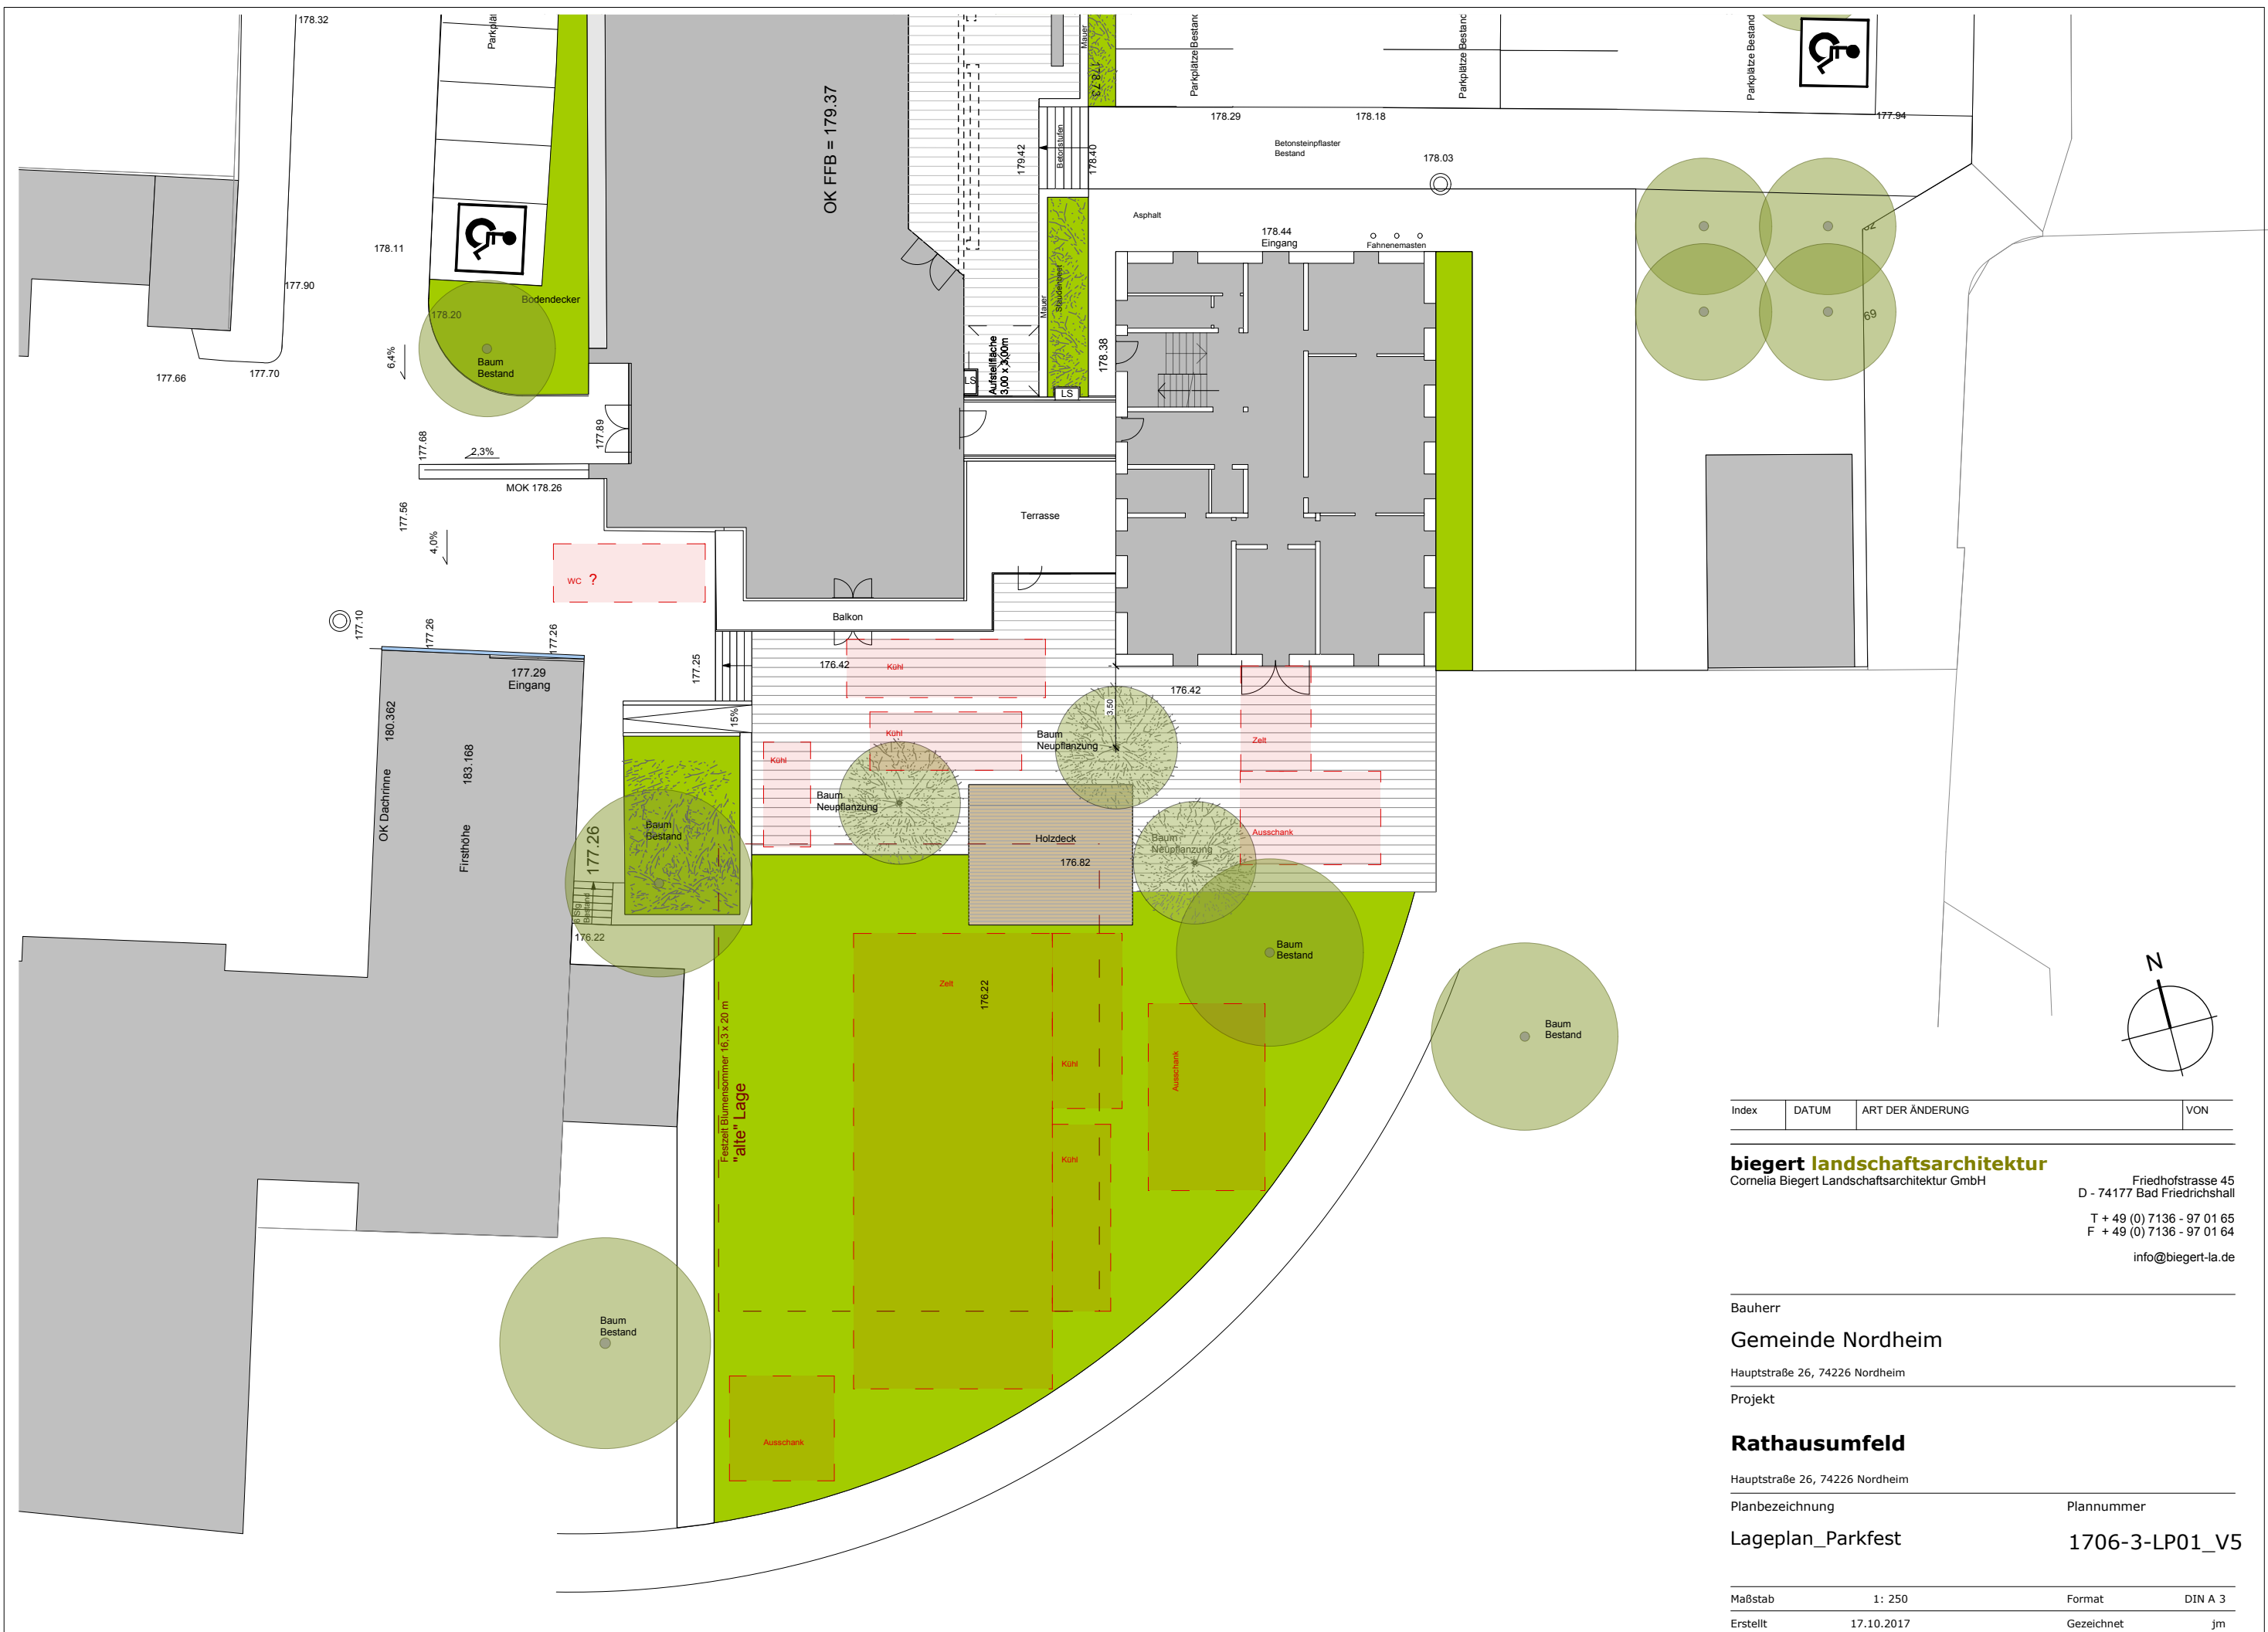 178.32
Parkplä
Mauer
178.73
Parkplätze Bestand
Parkplätze Bestand
Parkplätze Bestand
OK FFB = 179.37
178.29
178.18
177.94
179.42
Betonstufen
178.40
Betonsteinpflaster
Bestand
178.03
Asphalt
178.44
Eingang
Fahnenemasten
178.11
177.90
Bodendecker
178.20
Baum
Bestand
6,4%
177.66
177.70
Mauer
Staudenbeet
Aufstellfläche
3,00 x 3,00m
LS
LS
178.38
69
177.68
177.89
2,3%
MOK 178.26
177.56
4,0%
Terrasse
WC ?
Balkon
177.10
177.26
177.26
177.29
Eingang
177.25
176.42
Kühl
176.42
3.50
15%
Kühl
Kühl
Baum
Neupflanzung
Zelt
OK Dachrinne
180.362
Firsthöhe
183.168
Baum
Neupflanzung
Baum
Bestand
177.26
Holzdeck
176.82
Baum
Neupflanzung
Ausschank
6 Stg
Bestand
176.22
Baum
Bestand
Zelt
176.22
Festzelt Blumensommer 16,3 x 20 m
"alte" Lage
Kühl
Ausschank
Kühl
Baum
Bestand
Baum
Bestand
Ausschank
N
Index DATUM ART DER ÄNDERUNG VON
biegert landschaftsarchitektur
Cornelia Biegert Landschaftsarchitektur GmbH
Friedhofstrasse 45
D - 74177 Bad Friedrichshall
T + 49 (0) 7136 - 97 01 65
F + 49 (0) 7136 - 97 01 64
info@biegert-la.de
Bauherr
Gemeinde Nordheim
Hauptstraße 26, 74226 Nordheim
Projekt
Rathausumfeld
Hauptstraße 26, 74226 Nordheim
Planbezeichnung Plannummer
Lageplan_Parkfest 1706-3-LP01_V5
Maßstab 1: 250 Format DIN A 3
Erstellt 17.10.2017 Gezeichnet jm